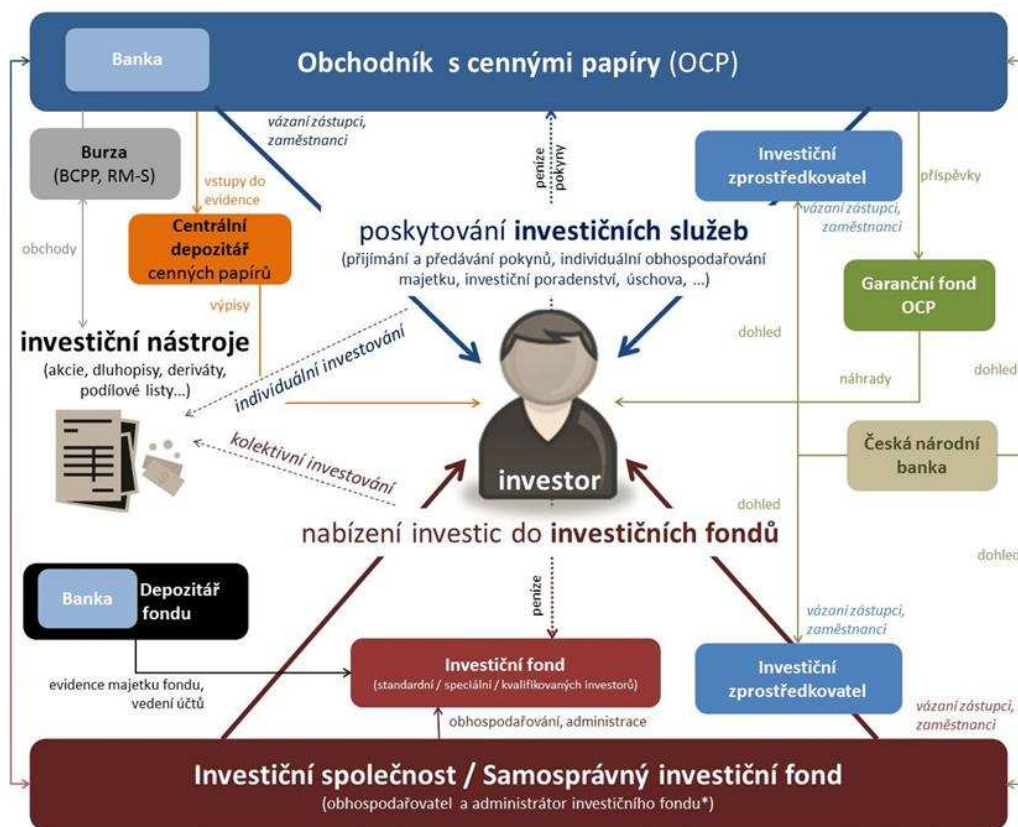 Banka
Obchodník s cennými papíry (OCP)
vázaní zástupci,
zaměstnanci
peníze
pokyny
Burza
(BCPP, RM-S)
vstupy do
evidence
Investiční
zprostředkovatel
příspěvky
vázaní zástupci,
zaměstnanci
obchody
Centrální
depozitář
cenných papírů
poskytování investičních služeb
(přijímání a předávání pokynů, individuální obhospodařování
majetku, investiční poradenství, úschova, ...)
Garanční fond
OCP
výpisy
investiční nástroje
(akcie, dluhopisy, deriváty,
podílové listy...)
individuální investování
dohled
náhrady
dohled
kolektivní investování
Česká národní
banka
investor
dohled
nabízení investic do investičních fondů
dohled
Banka
Depozitář
fondu
peníze
vázaní zástupci,
zaměstnanci
Investiční fond
(standardní / speciální / kvalifikovaných investorů)
Investiční
zprostředkovatel
evidence majetku fondu,
vedení účtů
obhospodařování, administrace
vázaní zástupci,
zaměstnanci
Investiční společnost / Samosprávný investiční fond
(obhospodařovatel a administrátor investičního fondu*)